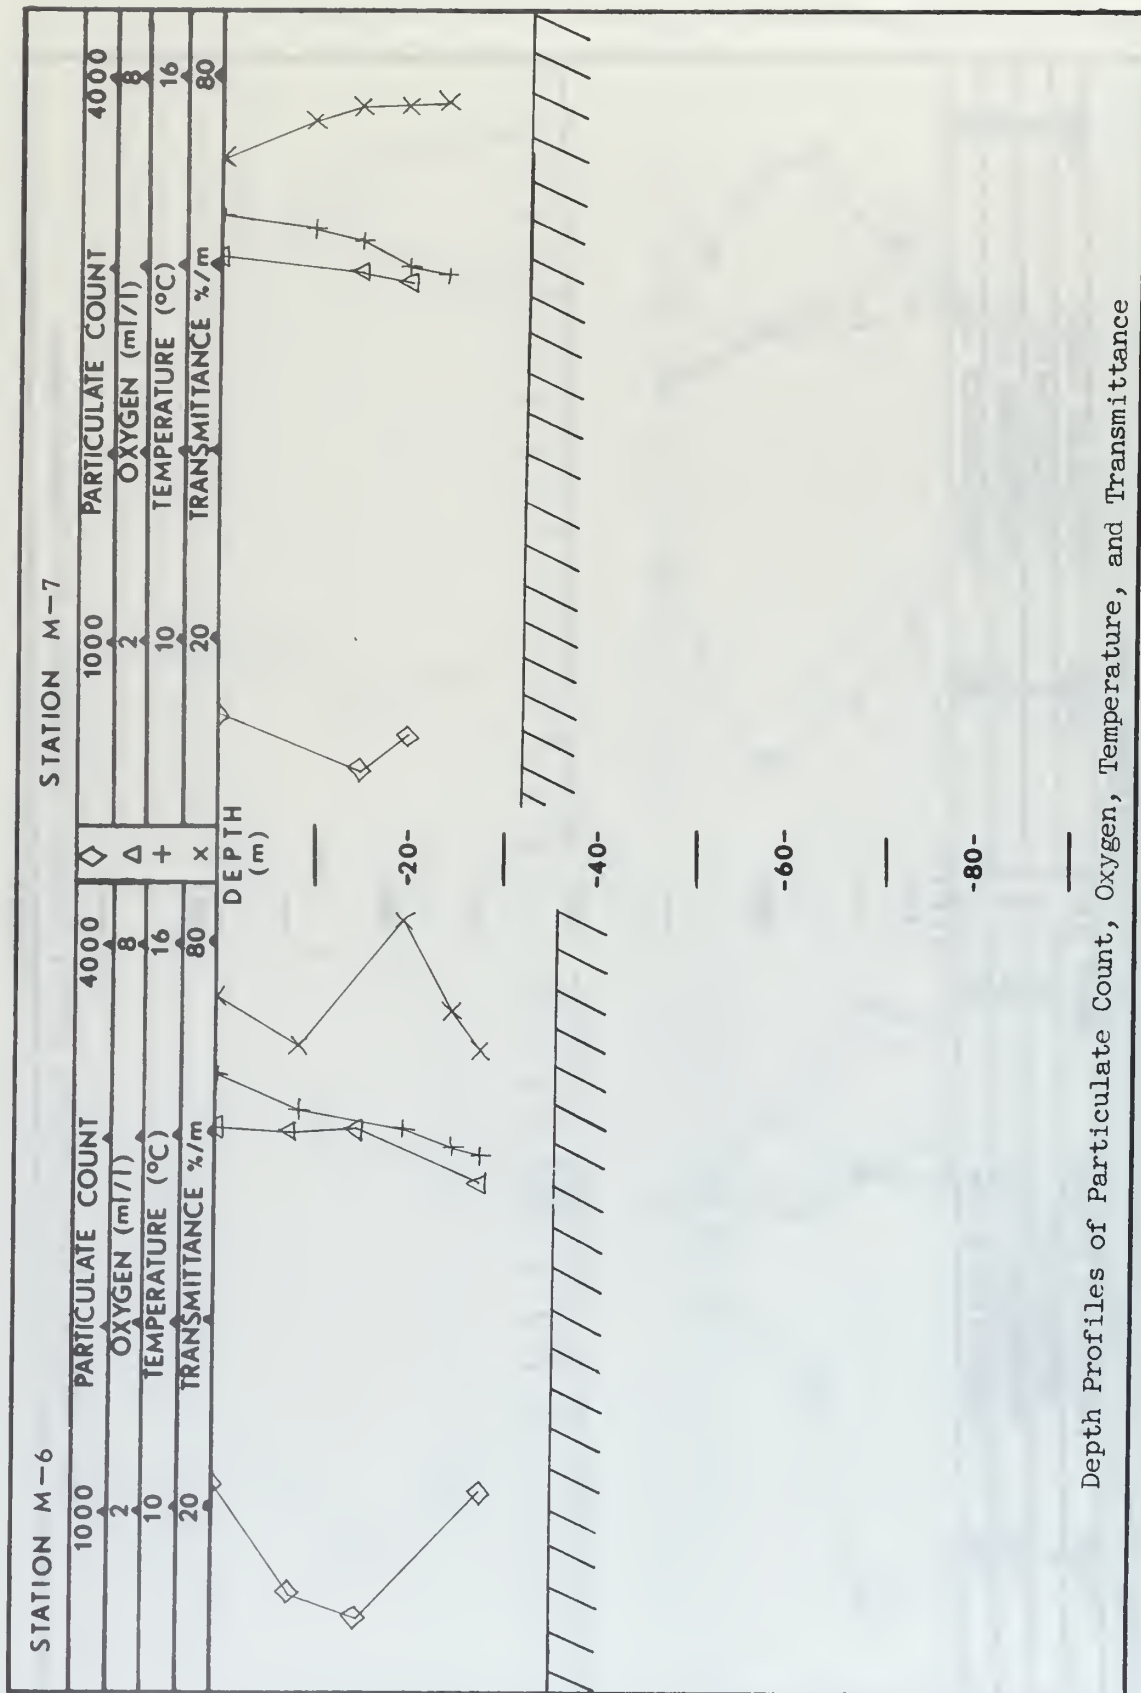 STATION M-6
1000 PARTICULATE COUNT 4000
2 OXYGEN (ml/l) 8
10 TEMPERATURE (°C) 16
20 TRANSMITTANCE %/m 80
◇
△
+
×
STATION M-7
1000 PARTICULATE COUNT 4000
2 OXYGEN (ml/l) 8
10 TEMPERATURE (°C) 16
20 TRANSMITTANCE %/m 80
DEPTH
(m)
-20-
-40-
-60-
-80-
Depth Profiles of Particulate Count, Oxygen, Temperature, and Transmittance